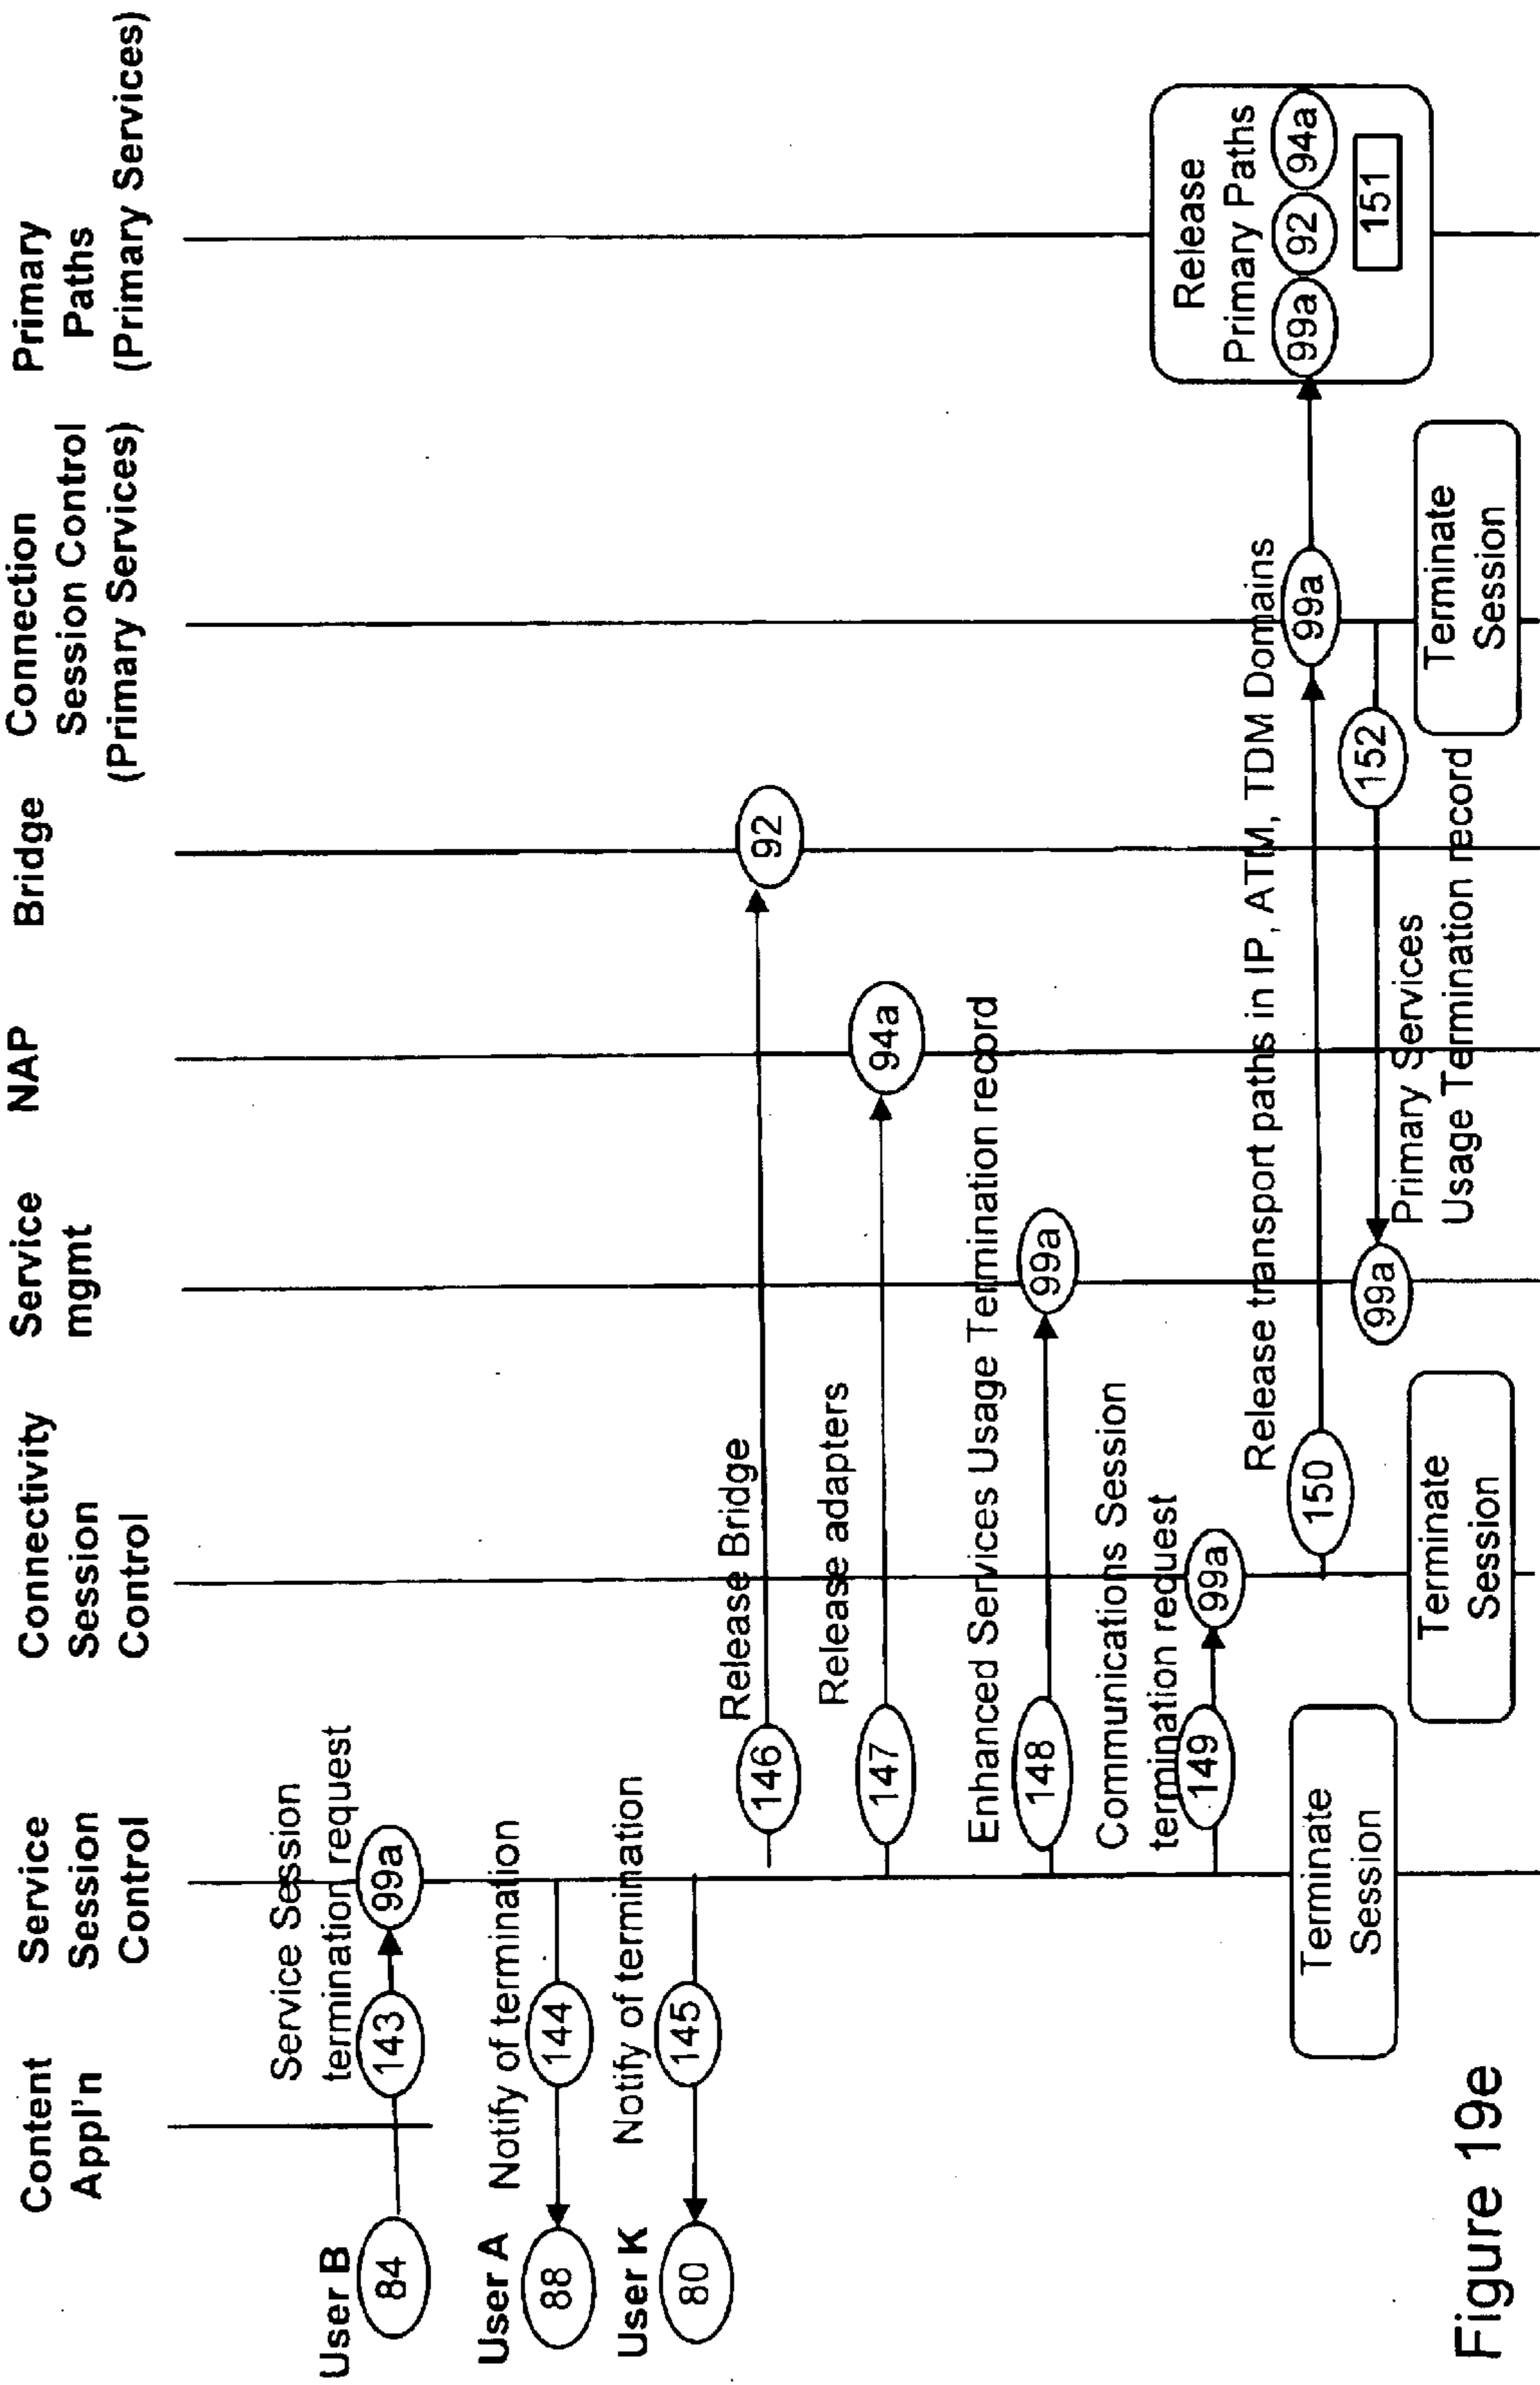 Content
Appl'n
Service
Session
Control
Connectivity
Session
Control
Service
mgmt
NAP
Bridge
Connection
Session Control
(Primary Services)
Primary
Paths
(Primary Services)
User B
84
143
Service Session
termination request
99a
User A
88
144
Notify of termination
User K
80
145
Notify of termination
146
Release Bridge
92
147
Release adapters
94a
148
Enhanced Services Usage Termination record
99a
149
Communications Session
termination request
99a
150
Release transport paths in IP, ATM, TDM Domains
99a
Release
Primary Paths
99a
92
94a
151
152
99a
Primary Services
Usage Termination record
Terminate
Session
Terminate
Session
Terminate
Session
Figure 19e